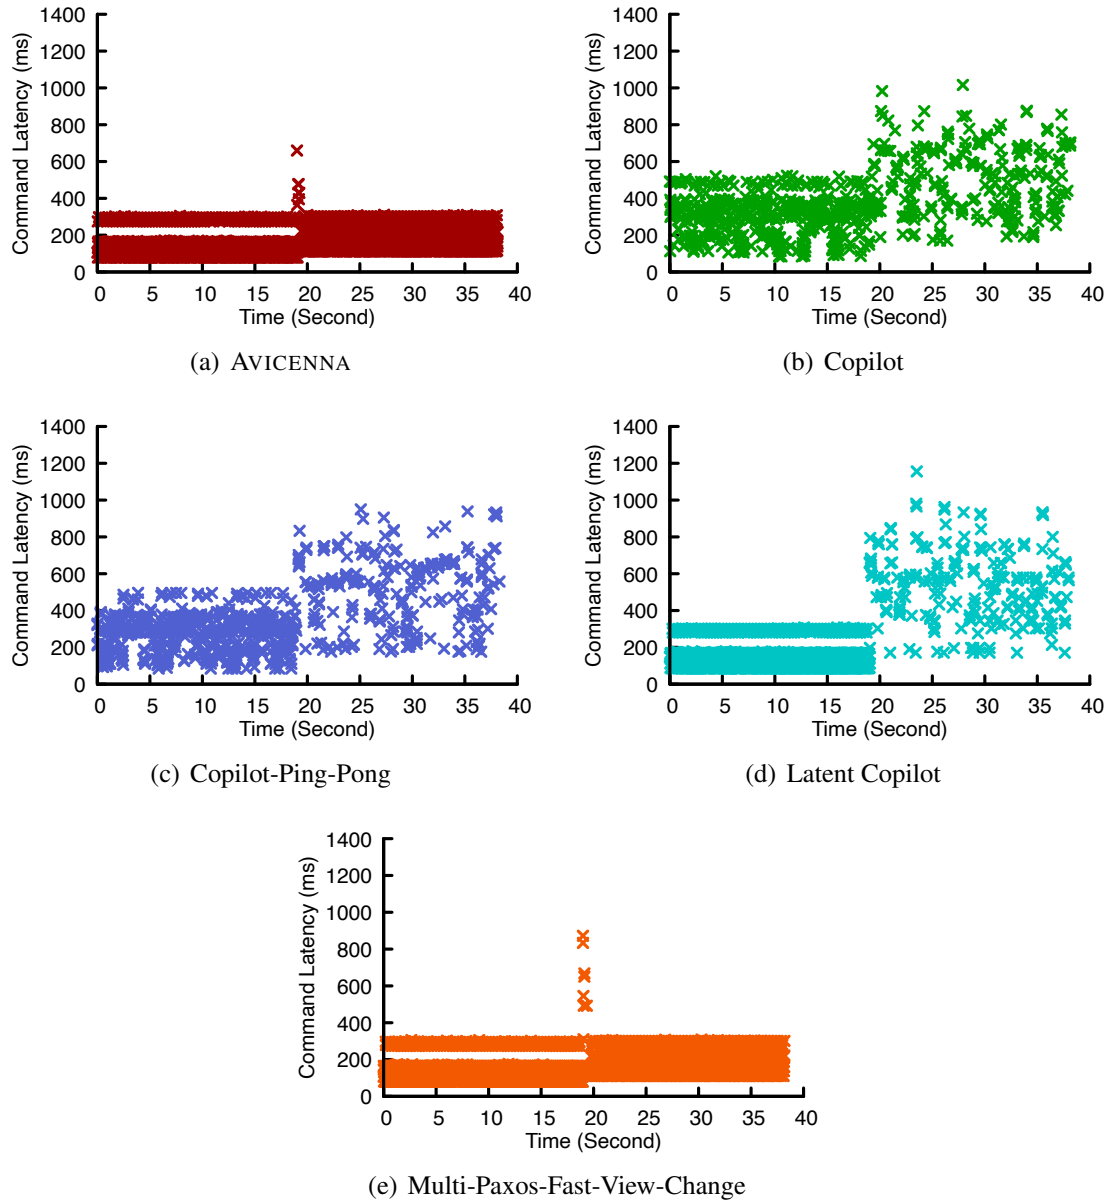 1400
1200
1000
800
600
400
200
0
Command Latency (ms)
0 5 10 15 20 25 30 35 40
Time (Second)
(a) AVICENNA
1400
1200
1000
800
600
400
200
0
Command Latency (ms)
0 5 10 15 20 25 30 35 40
Time (Second)
(b) Copilot
1400
1200
1000
800
600
400
200
0
Command Latency (ms)
0 5 10 15 20 25 30 35 40
Time (Second)
(c) Copilot-Ping-Pong
1400
1200
1000
800
600
400
200
0
Command Latency (ms)
0 5 10 15 20 25 30 35 40
Time (Second)
(d) Latent Copilot
1400
1200
1000
800
600
400
200
0
Command Latency (ms)
0 5 10 15 20 25 30 35 40
Time (Second)
(e) Multi-Paxos-Fast-View-Change